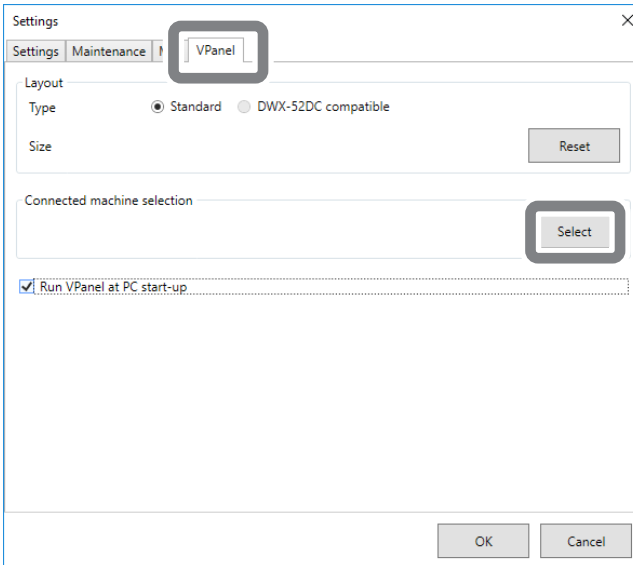 Settings
Settings Maintenance VPanel
Layout
Type Standard DWX-52DC compatible
Size Reset
Connected machine selection
Select
Run VPanel at PC start-up
OK Cancel